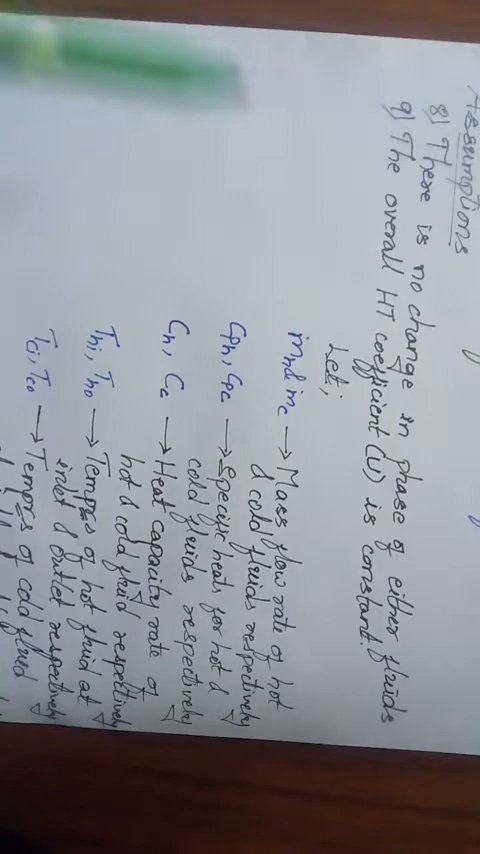 Assumptions
8) There is no change in phase of either fluids
9) The overall HT coefficient (U) is constant.
Let;
ṁh & ṁc → Mass flow rate of hot
& cold fluids respectively
Cph, Cpc → Specific heats for hot &
cold fluids respectively
Ch, Cc → Heat capacity rate of
hot & cold fluid respectively
Thi, Tho → Temprs of hot fluid at
inlet & outlet respectively
Tci, Tco → Temprs of cold fluid